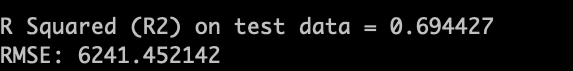 R Squared (R2) on test data = 0.694427
RMSE: 6241.452142